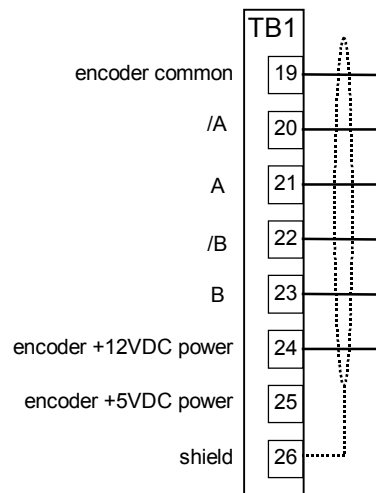 TB1
encoder common 19
/A 20
A 21
/B 22
B 23
encoder +12VDC power 24
encoder +5VDC power 25
shield 26